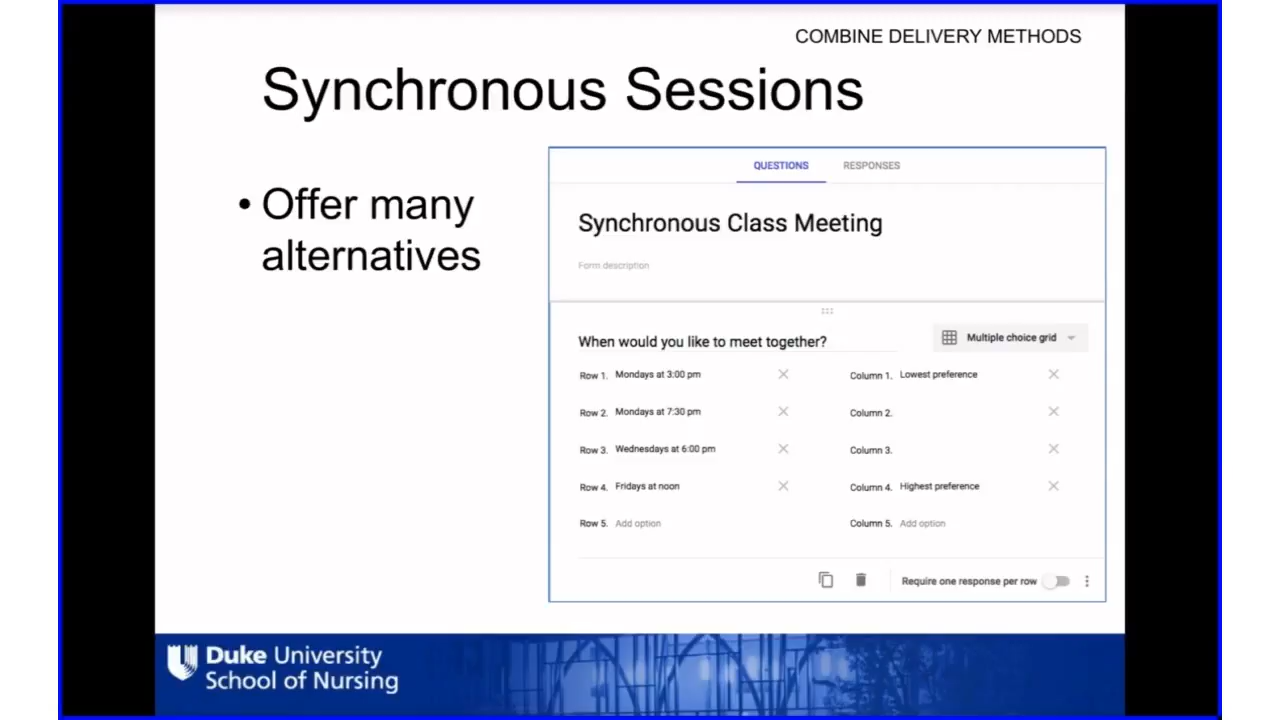 COMBINE DELIVERY METHODS
Synchronous Sessions
• Offer many
alternatives
QUESTIONS RESPONSES
Synchronous Class Meeting
Form description
When would you like to meet together? Multiple choice grid
Row 1. Mondays at 3:00 pm Column 1. Lowest preference
Row 2. Mondays at 7:30 pm Column 2.
Row 3. Wednesdays at 6:00 pm Column 3.
Row 4. Fridays at noon Column 4. Highest preference
Row 5. Add option Column 5. Add option
Require one response per row
Duke University
School of Nursing